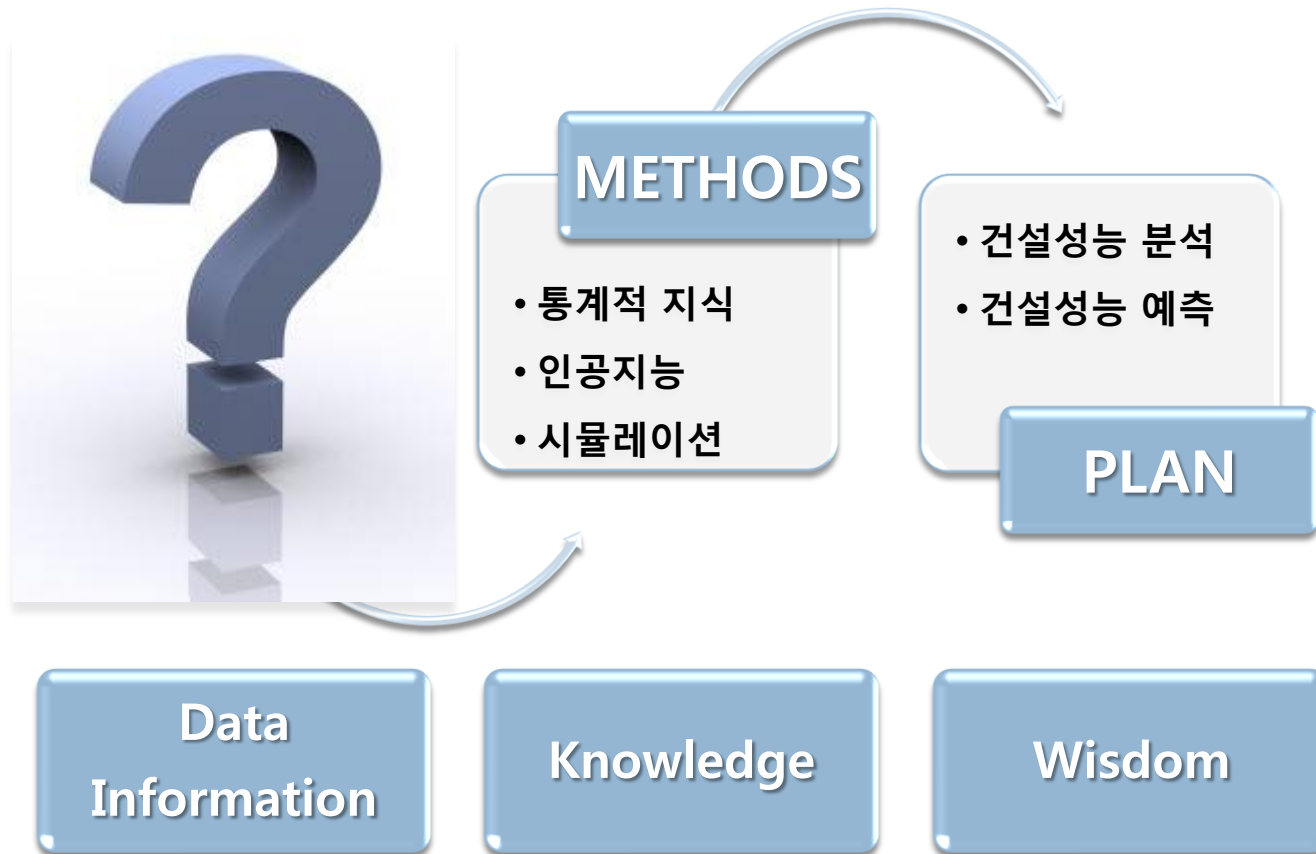 METHODS
• 통계적 지식
• 인공지능
• 시뮬레이션
• 건설성능 분석
• 건설성능 예측
PLAN
Data
Information
Knowledge
Wisdom